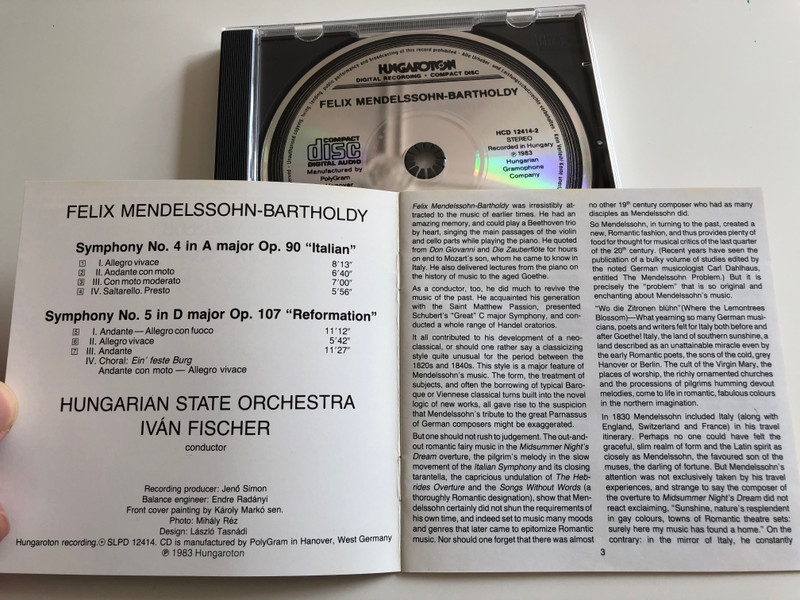 HUNGAROTON
DIGITAL RECORDING • COMPACT DISC
FELIX MENDELSSOHN-BARTHOLDY
COMPACT
disc
DIGITAL AUDIO
Manufactured by
PolyGram
HCD 12414-2
STEREO
Recorded in Hungary
℗ 1983
Hungarian
Gramophone
Company
FELIX MENDELSSOHN-BARTHOLDY
Symphony No. 4 in A major Op. 90 "Italian"
1 I. Allegro vivace 8'13"
2 II. Andante con moto 6'40"
3 III. Con moto moderato 7'00"
4 IV. Saltarello. Presto 5'56"
Symphony No. 5 in D major Op. 107 "Reformation"
5 I. Andante — Allegro con fuoco 11'12"
6 II. Allegro vivace 5'42"
7 III. Andante 11'27"
IV. Choral: Ein' feste Burg
Andante con moto — Allegro vivace
HUNGARIAN STATE ORCHESTRA
IVÁN FISCHER
conductor
Recording producer: Jenő Simon
Balance engineer: Endre Radányi
Front cover painting by Károly Markó sen.
Photo: Mihály Réz
Design: László Tasnádi
Hungaroton recording. ℗ SLPD 12414. CD is manufactured by PolyGram in Hanover, West Germany
℗ 1983 Hungaroton
Felix Mendelssohn-Bartholdy was irresistibly at-
tracted to the music of earlier times. He had an
amazing memory, and could play a Beethoven trio
by heart, singing the main passages of the violin
and cello parts while playing the piano. He quoted
from Don Giovanni and Die Zauberflöte for hours
on end to Mozart's son, whom he came to know in
Italy. He also delivered lectures from the piano on
the history of music to the aged Goethe.
As a conductor, too, he did much to revive the
music of the past. He acquainted his generation
with the Saint Matthew Passion, presented
Schubert's "Great" C major Symphony, and con-
ducted a whole range of Handel oratorios.
It all contributed to his development of a neo-
classical, or should one rather say a classicizing
style quite unusual for the period between the
1820s and 1840s. This style is a major feature of
Mendelssohn's music. The form, the treatment of
subjects, and often the borrowing of typical Baro-
que or Viennese classical turns built into the novel
logic of new works, all gave rise to the suspicion
that Mendelssohn's tribute to the great Parnassus
of German composers might be exaggerated.
But one should not rush to judgement. The out-and-
out romantic fairy music in the Midsummer Night's
Dream overture, the pilgrim's melody in the slow
movement of the Italian Symphony and its closing
tarantella, the capricious undulation of The Heb-
rides Overture and the Songs Without Words (a
thoroughly Romantic designation), show that Men-
delssohn certainly did not shun the requirements of
his own time, and indeed set to music many moods
and genres that later came to epitomize Romantic
music. Nor should one forget that there was almost
no other 19th century composer who had as many
disciples as Mendelssohn did.
So Mendelssohn, in turning to the past, created a
new, Romantic fashion, and thus provides plenty of
food for thought for musical critics of the last quarter
of the 20th century. (Recent years have seen the
publication of a bulky volume of studies edited by
the noted German musicologist Carl Dahlhaus,
entitled The Mendelssohn Problem.) But it is
precisely the "problem" that is so original and
enchanting about Mendelssohn's music.
"Wo die Zitronen blühn" (Where the Lemontrees
Blossom)—What yearning so many German musi-
cians, poets and writers felt for Italy both before and
after Goethe! Italy, the land of southern sunshine, a
land described as an unattainable miracle even by
the early Romantic poets, the sons of the cold, grey
Hanover or Berlin. The cult of the Virgin Mary, the
places of worship, the richly ornamented churches
and the processions of pilgrims humming devout
melodies, come to life in romantic, fabulous colours
in the northern imagination.
In 1830 Mendelssohn included Italy (along with
England, Switzerland and France) in his travel
itinerary. Perhaps no one could have felt the
graceful, slim realm of form and the Latin spirit as
closely as Mendelssohn, the favoured son of the
muses, the darling of fortune. But Mendelssohn's
attention was not exclusively taken by his travel
experiences, and strange to say the composer of
the overture to Midsummer Night's Dream did not
react exclaiming, "Sunshine, nature's resplendent
in gay colours, towns of Romantic theatre sets:
surely here my music has found a home." On the
contrary: in the mirror of Italy, he constantly
3